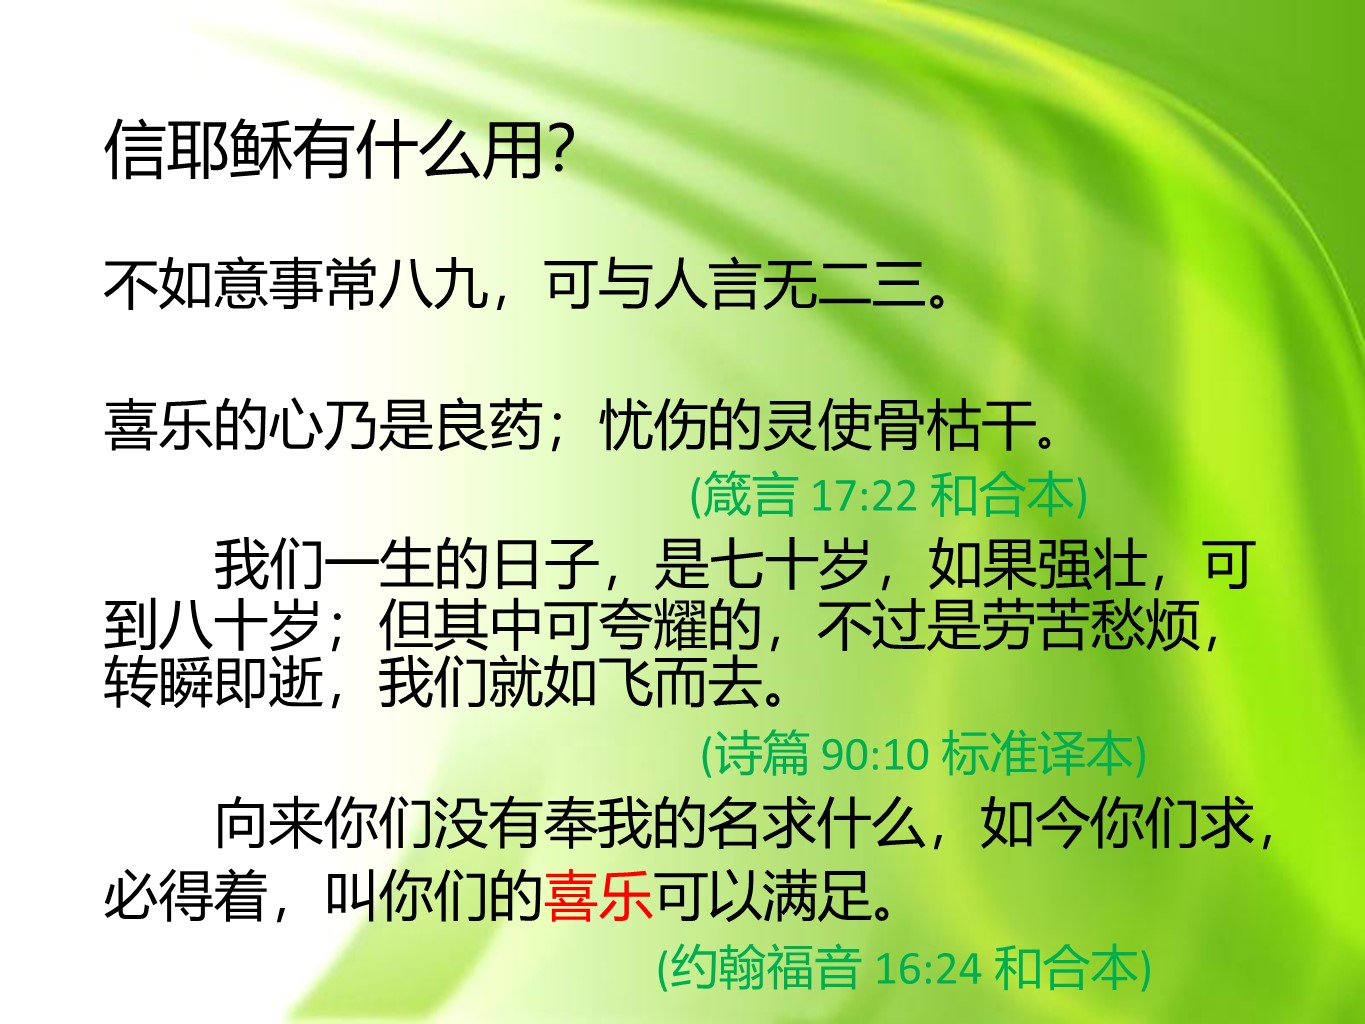 信耶稣有什么用?
不如意事常八九，可与人言无二三。
喜乐的心乃是良药；忧伤的灵使骨枯干。
(箴言 17:22 和合本)
我们一生的日子，是七十岁，如果强壮，可
到八十岁；但其中可夸耀的，不过是劳苦愁烦，
转瞬即逝，我们就如飞而去。
(诗篇 90:10 标准译本)
向来你们没有奉我的名求什么，如今你们求，
必得着，叫你们的喜乐可以满足。
(约翰福音 16:24 和合本)